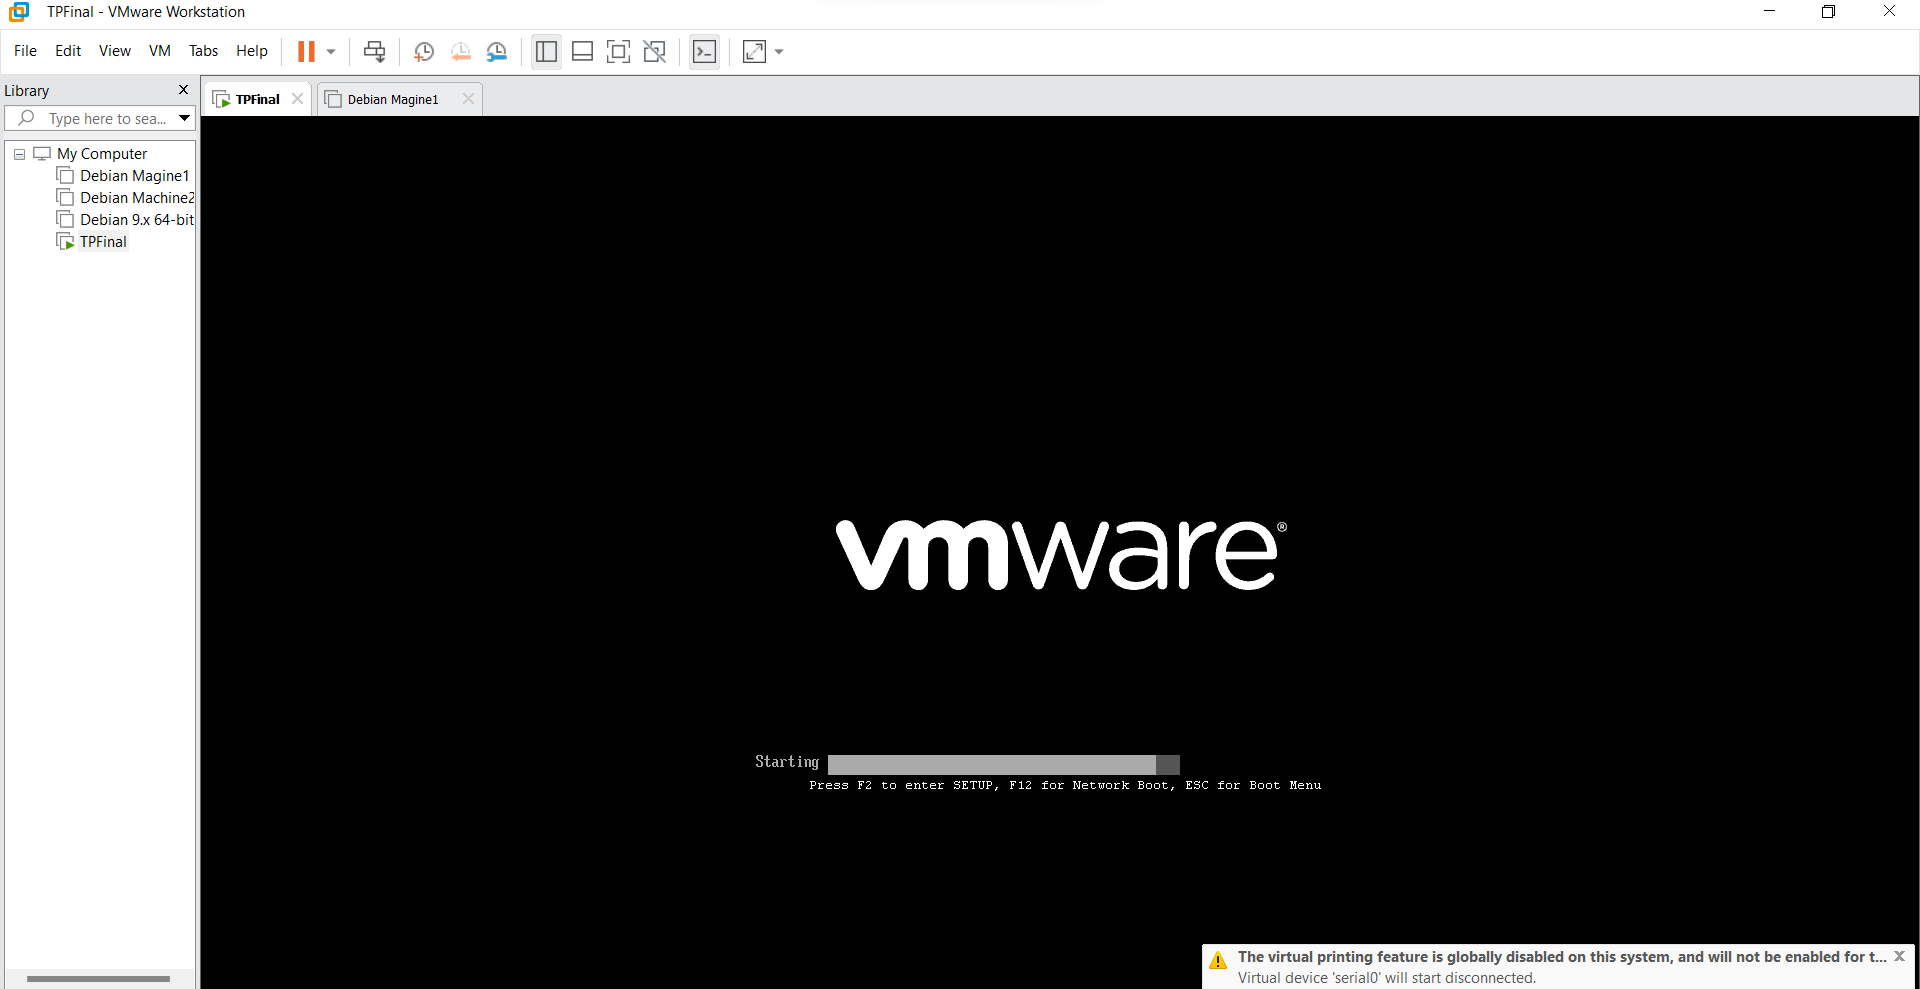 TPFinal - VMware Workstation
File Edit View VM Tabs Help
Library
Type here to sea...
TPFinal
Debian Magine1
My Computer
Debian Magine1
Debian Machine2
Debian 9.x 64-bit
TPFinal
vmware®
Starting
Press F2 to enter SETUP, F12 for Network Boot, ESC for Boot Menu
The virtual printing feature is globally disabled on this system, and will not be enabled for t...
Virtual device 'serial0' will start disconnected.